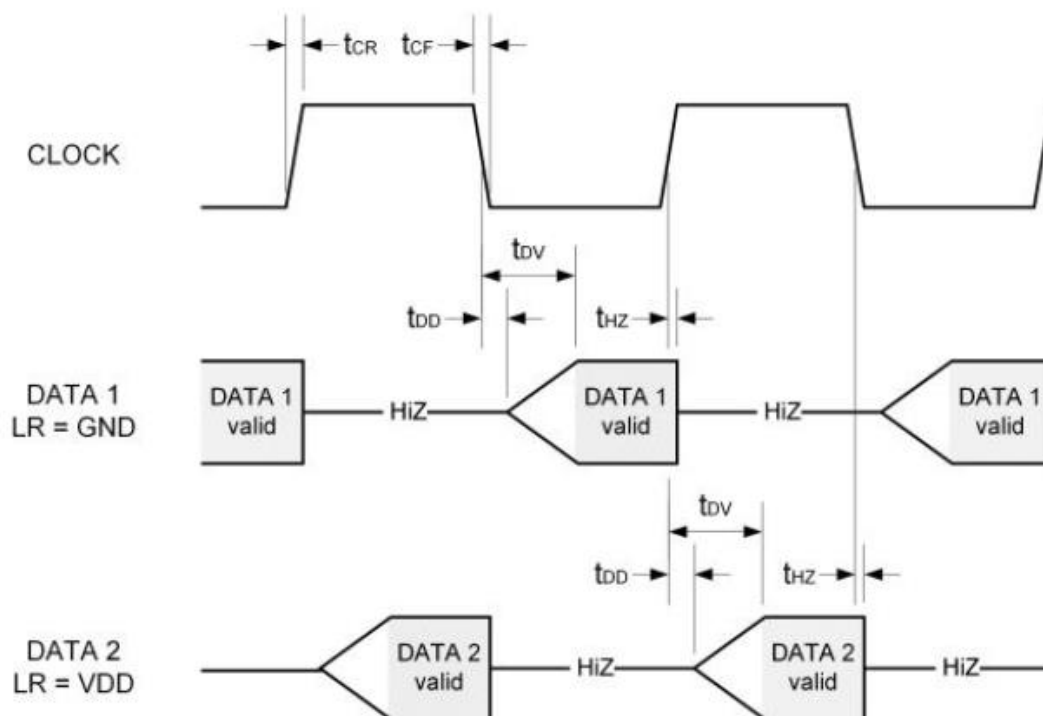 tCR tCF
CLOCK
tDV
tDD tHZ
DATA 1
LR = GND
DATA 1
valid
HiZ
DATA 1
valid
HiZ
DATA 1
valid
tDV
tDD tHZ
DATA 2
LR = VDD
DATA 2
valid
HiZ
DATA 2
valid
HiZ